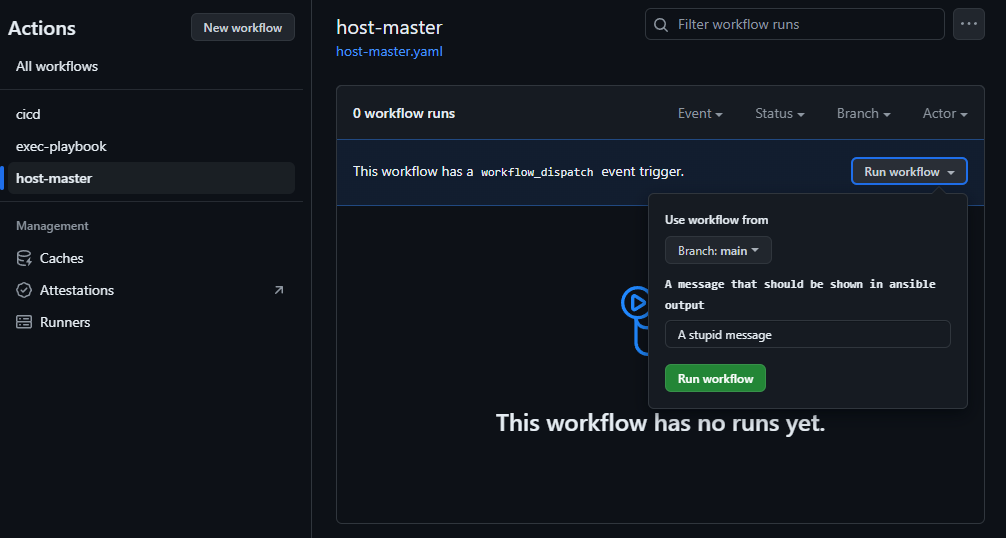 Actions
New workflow
All workflows
cicd
exec-playbook
host-master
Management
Caches
Attestations
Runners
host-master
host-master.yaml
Filter workflow runs
0 workflow runs
Event
Status
Branch
Actor
This workflow has a workflow_dispatch event trigger.
Run workflow
Use workflow from
Branch: main
A message that should be shown in ansible
output
A stupid message
Run workflow
This workflow has no runs yet.